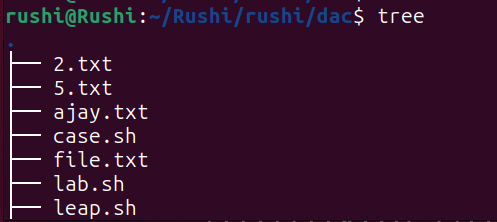 rushi@Rushi:~/Rushi/rushi/dac$ tree
.
├── 2.txt
├── 5.txt
├── ajay.txt
├── case.sh
├── file.txt
├── lab.sh
├── leap.sh